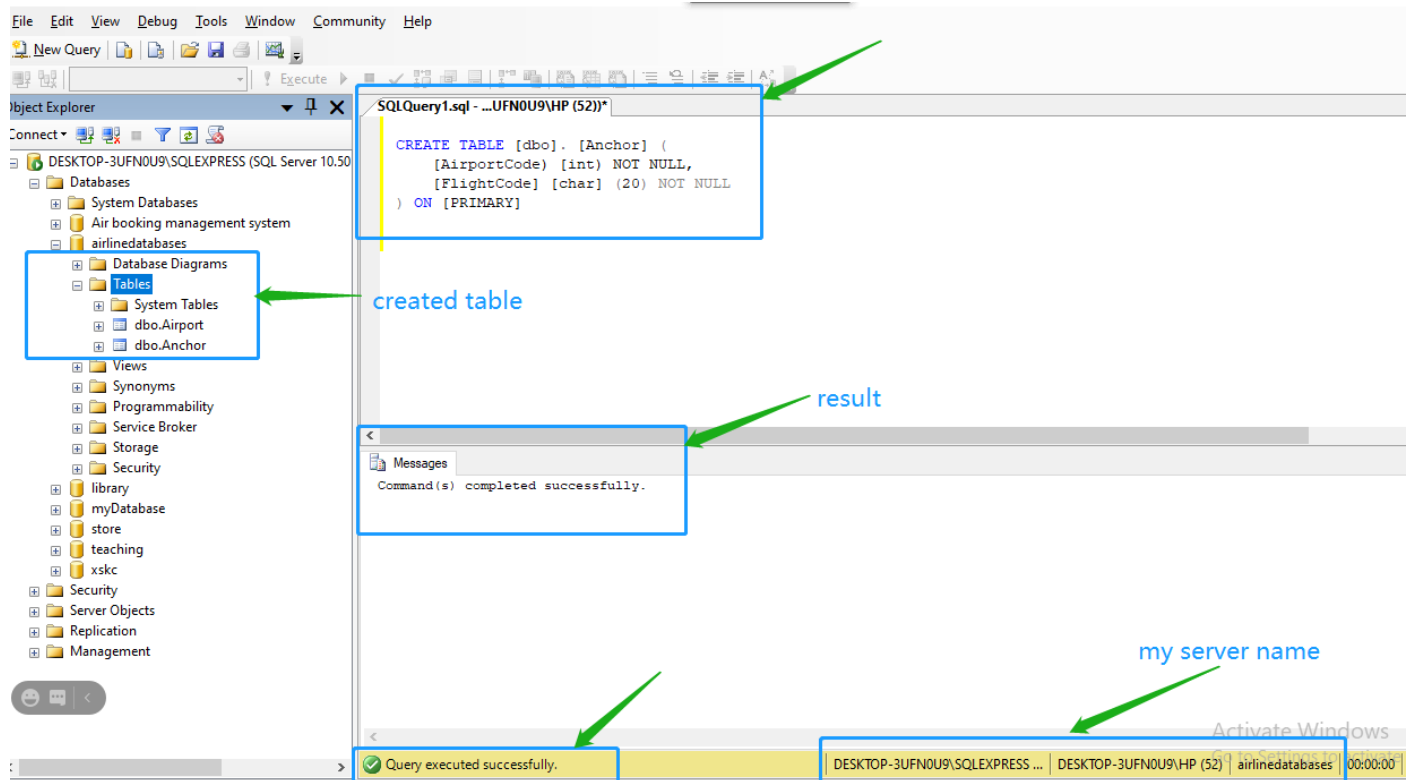 File Edit View Debug Tools Window Community Help
New Query
Execute
Object Explorer
SQLQuery1.sql - ...UFN0U9\HP (52))*
Connect
DESKTOP-3UFN0U9\SQLEXPRESS (SQL Server 10.50
Databases
System Databases
Air booking management system
airlinedatabases
Database Diagrams
Tables
System Tables
dbo.Airport
dbo.Anchor
Views
Synonyms
Programmability
Service Broker
Storage
Security
library
myDatabase
store
teaching
xskc
Security
Server Objects
Replication
Management
CREATE TABLE [dbo]. [Anchor] (
[AirportCode) [int) NOT NULL,
[FlightCode] [char] (20) NOT NULL
) ON [PRIMARY]
created table
result
Messages
Command(s) completed successfully.
my server name
Activate Windows
Go to Settings to activate
Query executed successfully.
DESKTOP-3UFN0U9\SQLEXPRESS ... DESKTOP-3UFN0U9\HP (52) airlinedatabases 00:00:00